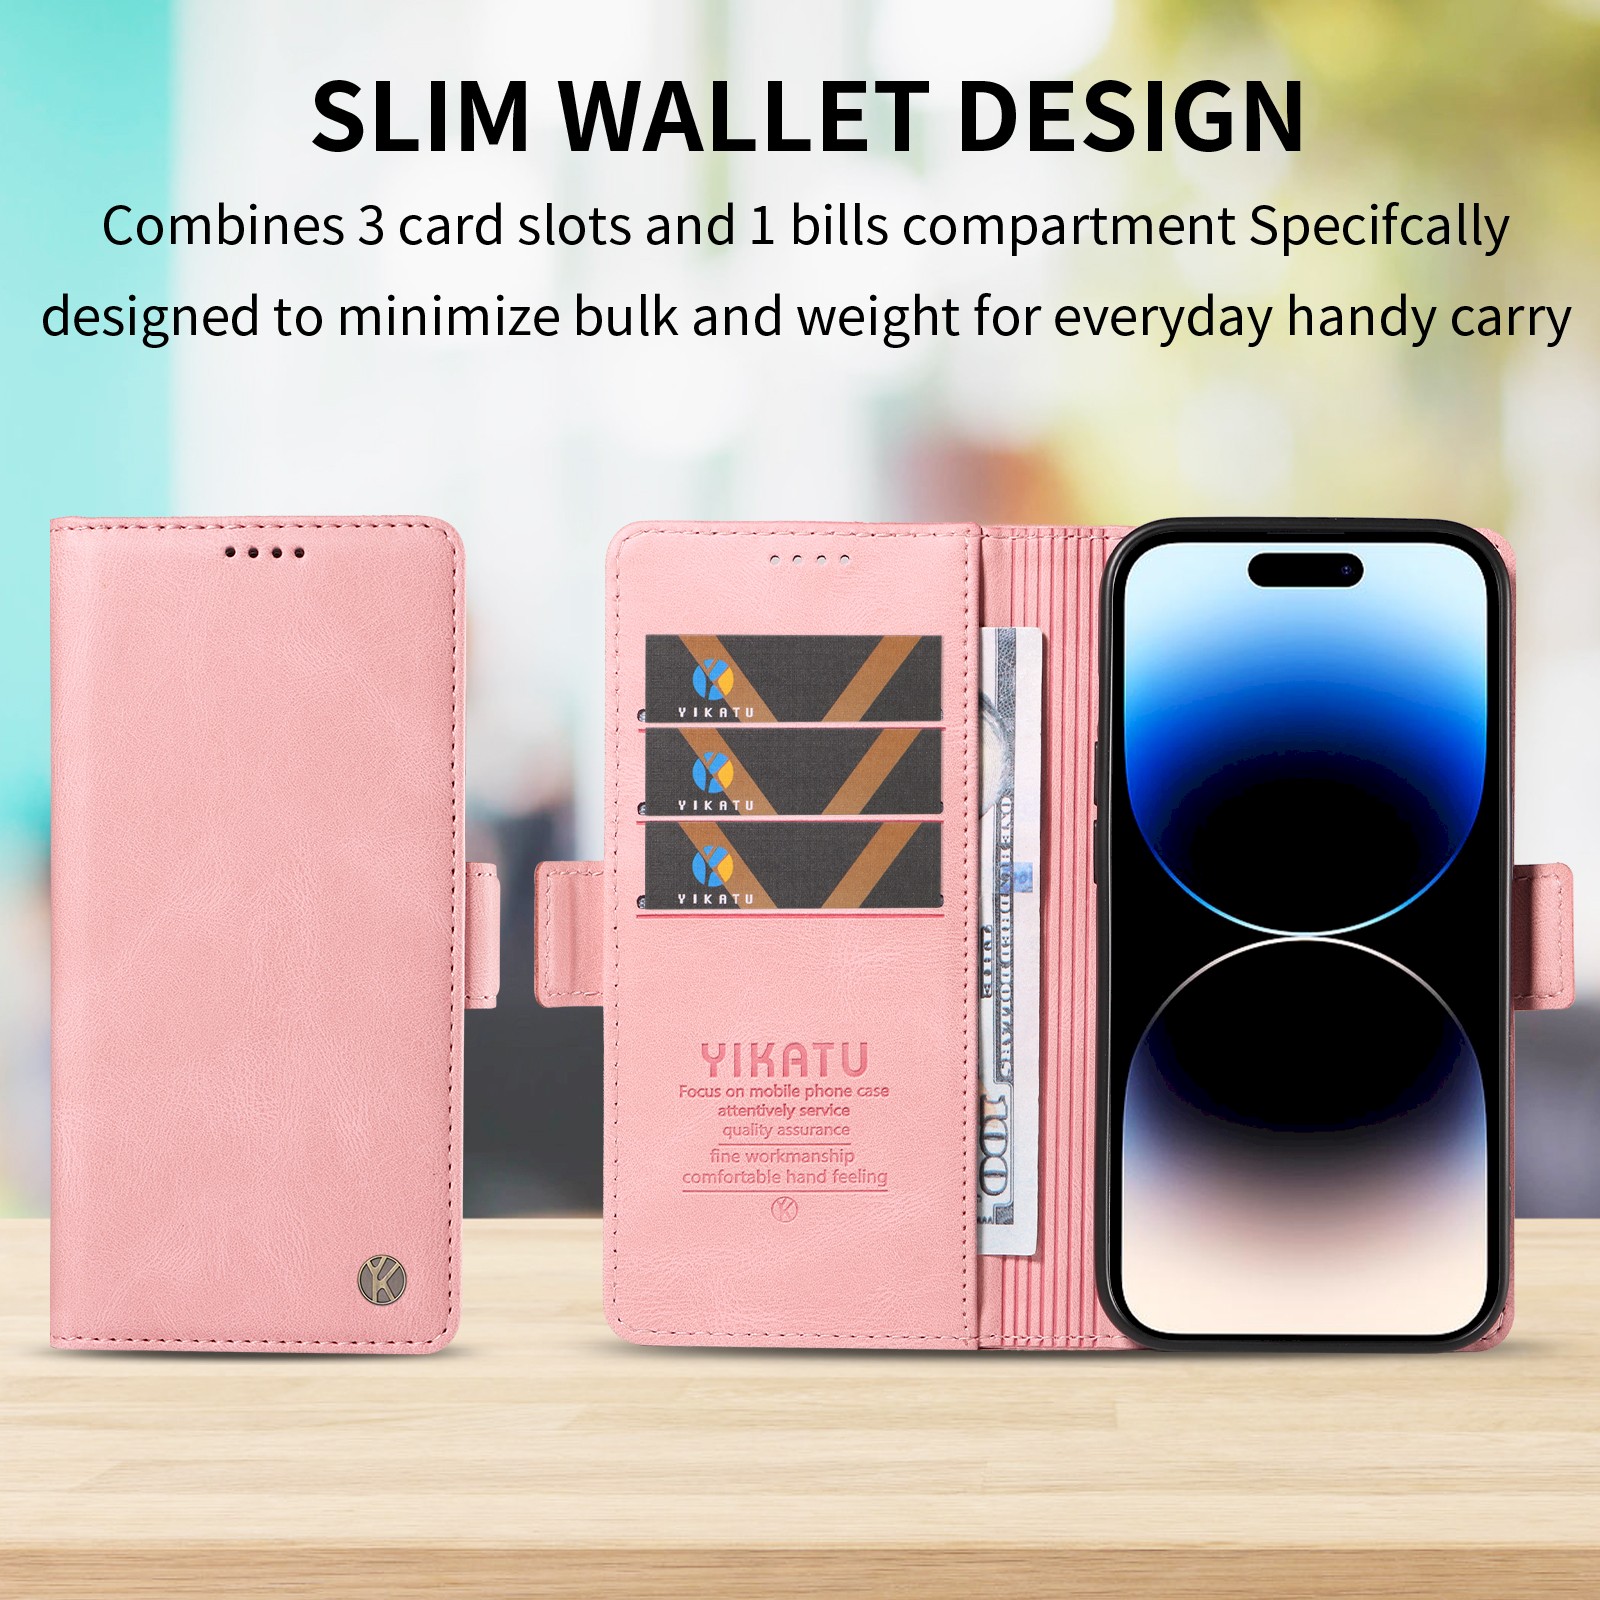 SLIM WALLET DESIGN
Combines 3 card slots and 1 bills compartment Specifcally
designed to minimize bulk and weight for everyday handy carry
YIKATU
YIKATU
YIKATU
YIKATU
Focus on mobile phone case
attentively service
quality assurance
fine workmanship
comfortable hand feeling
100